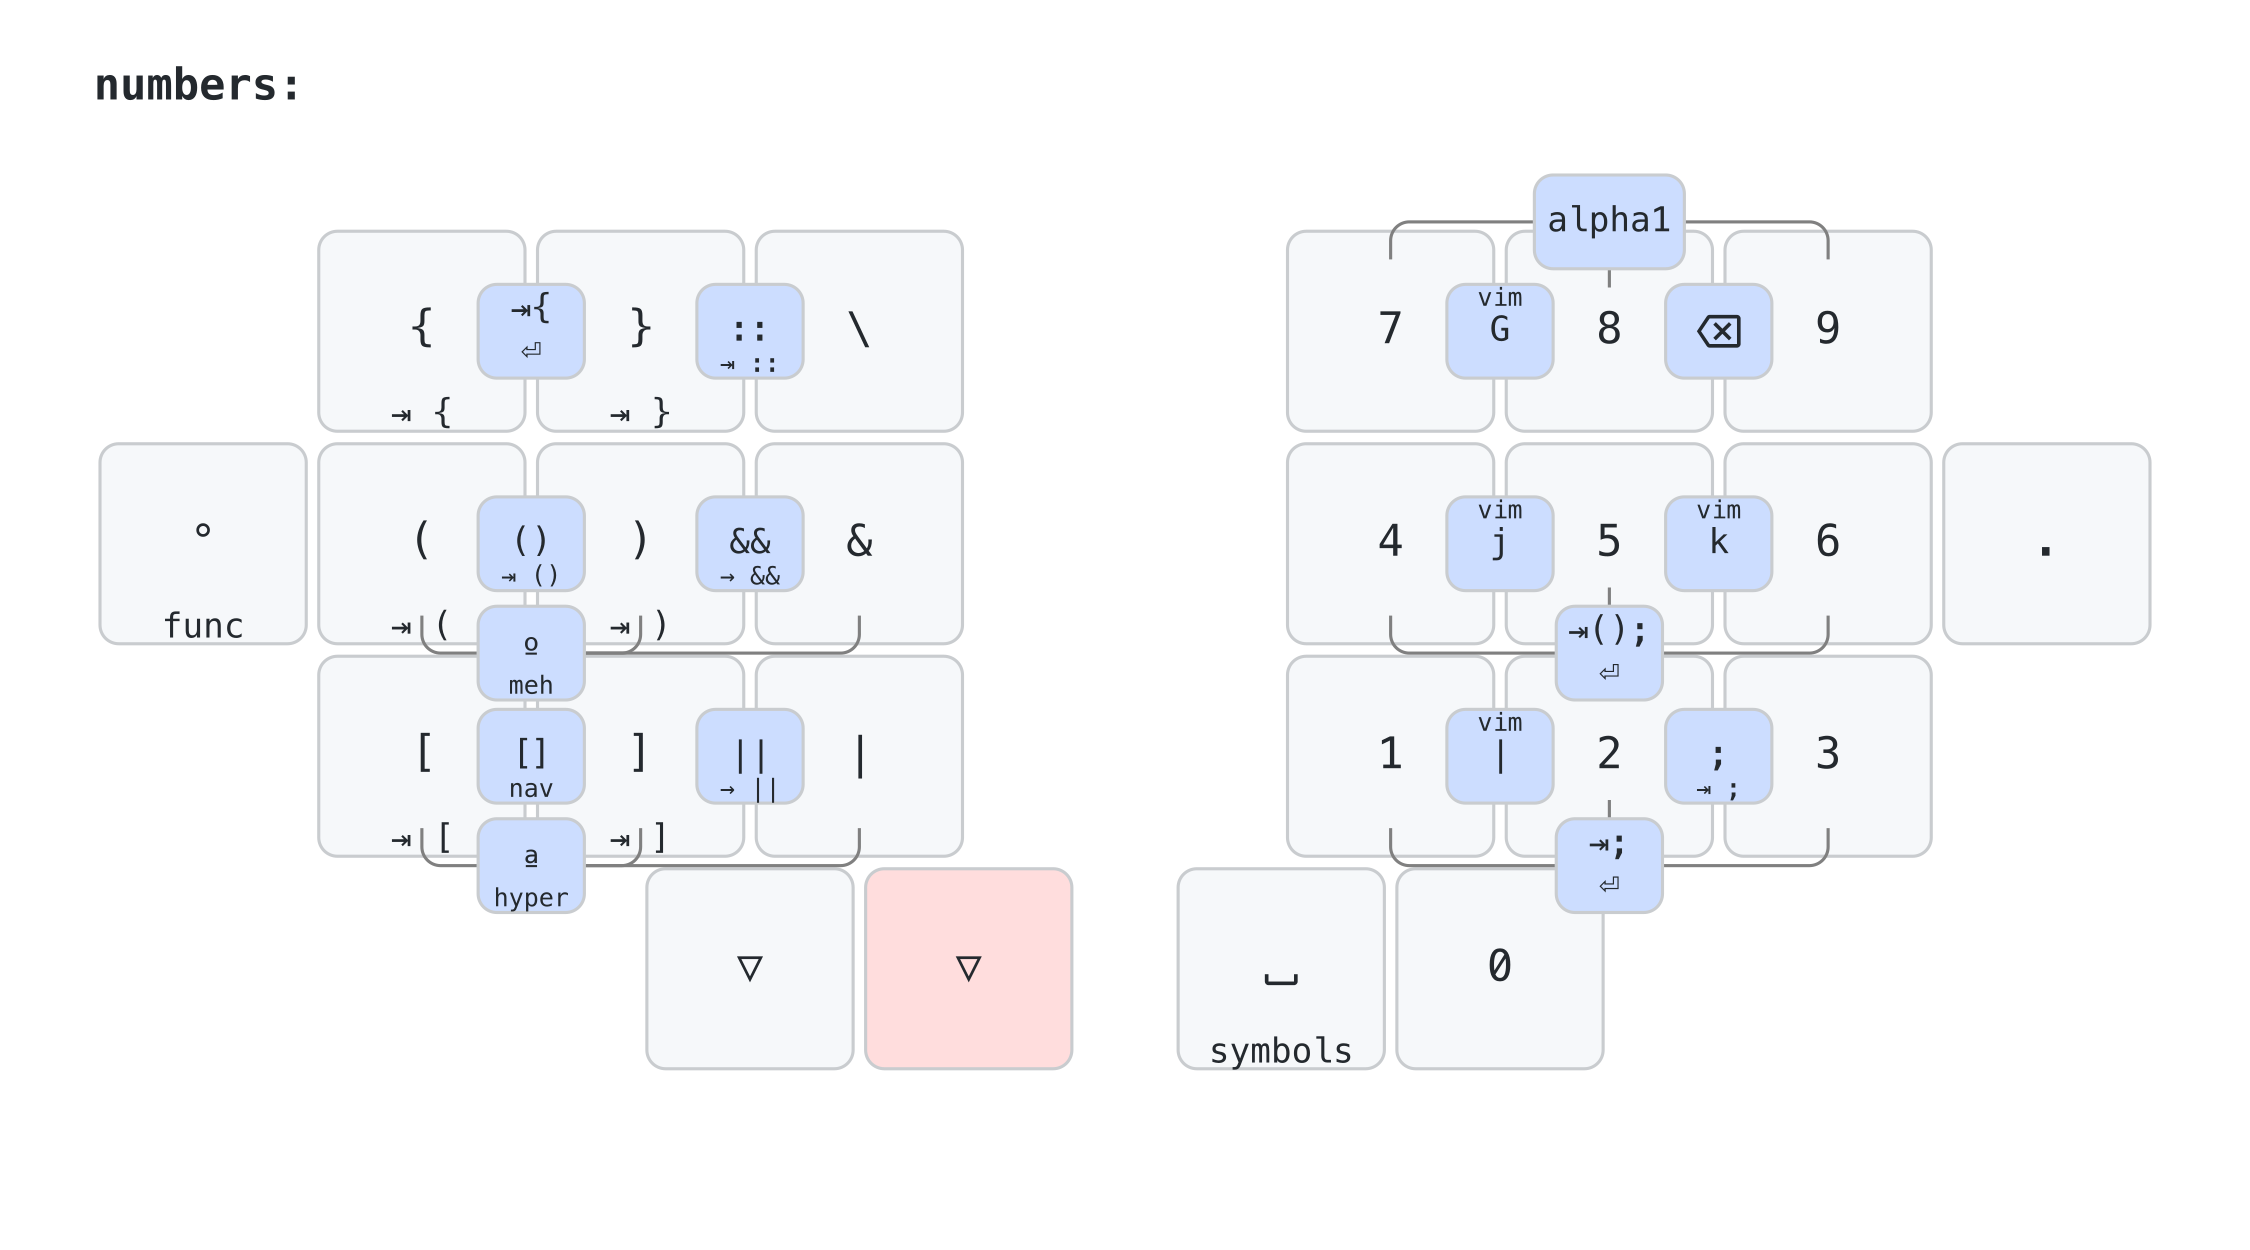 numbers:
alpha1
{ ⇥{ } :: \ 7 vim 8 ⌫ 9
⏎ ⇥ :: G
⇥ { ⇥ }
° ( () ) && & 4 vim 5 vim 6 .
⇥ () → && j k
func ⇥ ( ⇥ ) ⇥();
º ⏎
meh
[ [] ] || | 1 vim 2 ; 3
nav → || | ⇥ ;
⇥ [ ⇥ ] ⇥;
ª ⏎
hyper
▽ ▽ ⎵ 0
symbols